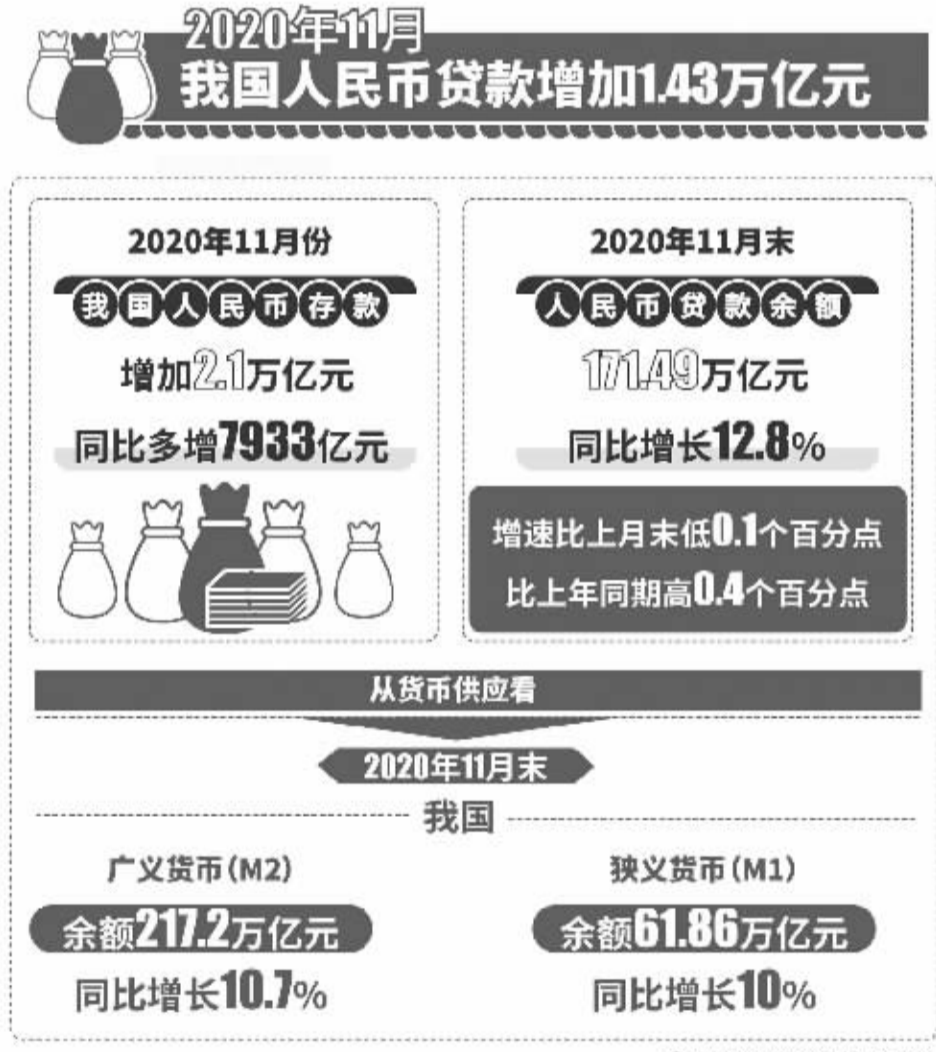 2020年11月
我国人民币贷款增加1.43万亿元
2020年11月份
我国人民币存款
增加2.1万亿元
同比多增7933亿元
2020年11月末
人民币贷款余额
171.49万亿元
同比增长12.8%
增速比上月末低0.1个百分点
比上年同期高0.4个百分点
从货币供应看
2020年11月末
我国
广义货币(M2)
余额217.2万亿元
同比增长10.7%
狭义货币(M1)
余额61.86万亿元
同比增长10%